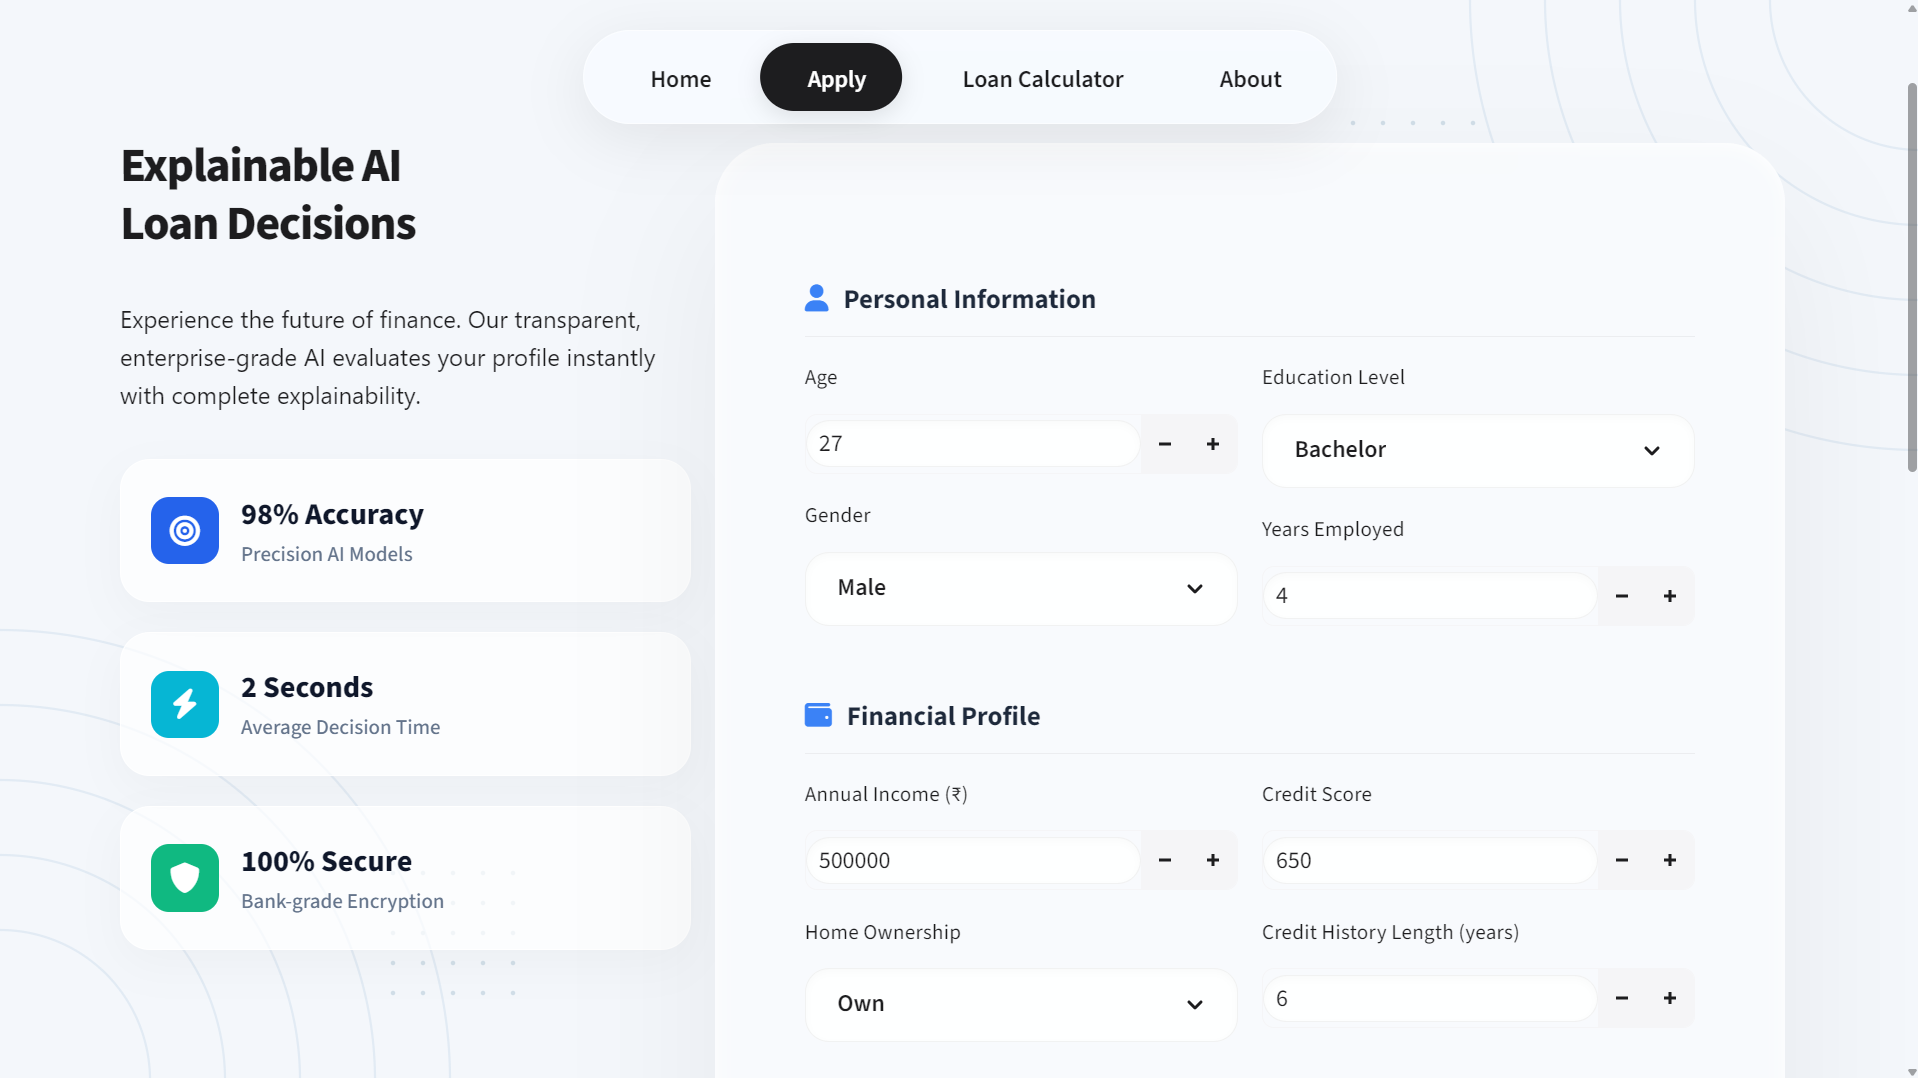 Home
Apply
Loan Calculator
About
Explainable AI
Loan Decisions
Experience the future of finance. Our transparent,
enterprise-grade AI evaluates your profile instantly
with complete explainability.
98% Accuracy
Precision AI Models
2 Seconds
Average Decision Time
100% Secure
Bank-grade Encryption
Personal Information
Age
27
Education Level
Bachelor
Gender
Male
Years Employed
4
Financial Profile
Annual Income (₹)
500000
Credit Score
650
Home Ownership
Own
Credit History Length (years)
6